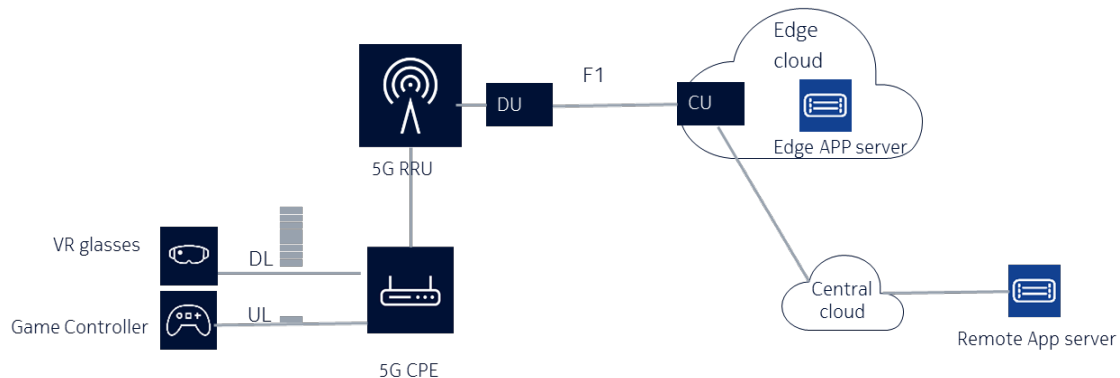 Edge
cloud
F1
DU
CU
Edge APP server
5G RRU
VR glasses
DL
UL
Game Controller
Central
cloud
Remote App server
5G CPE